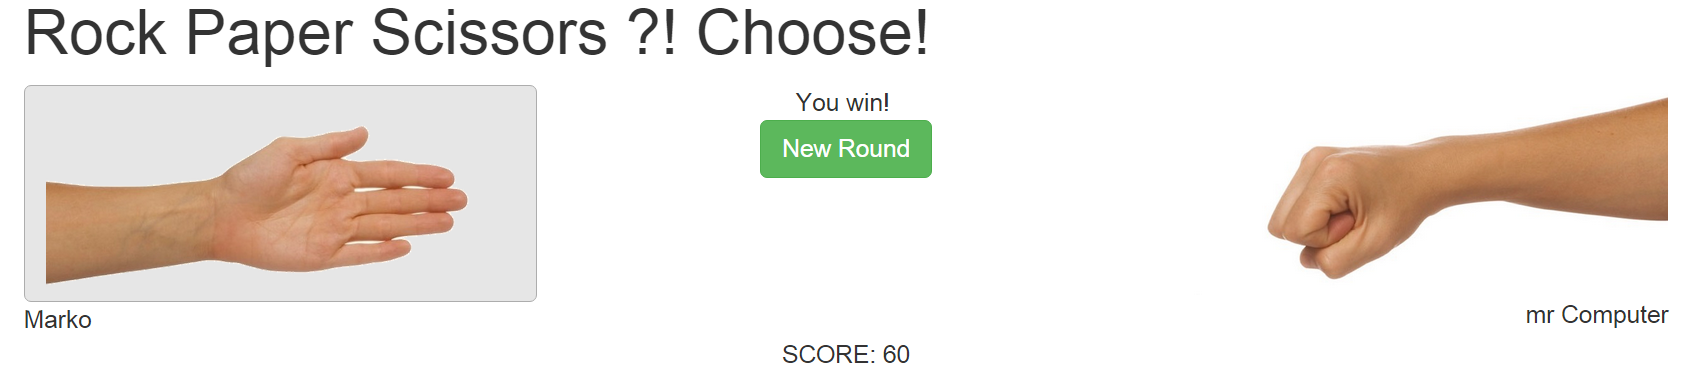 Rock Paper Scissors ?! Choose!
You win!
New Round
Marko
mr Computer
SCORE: 60